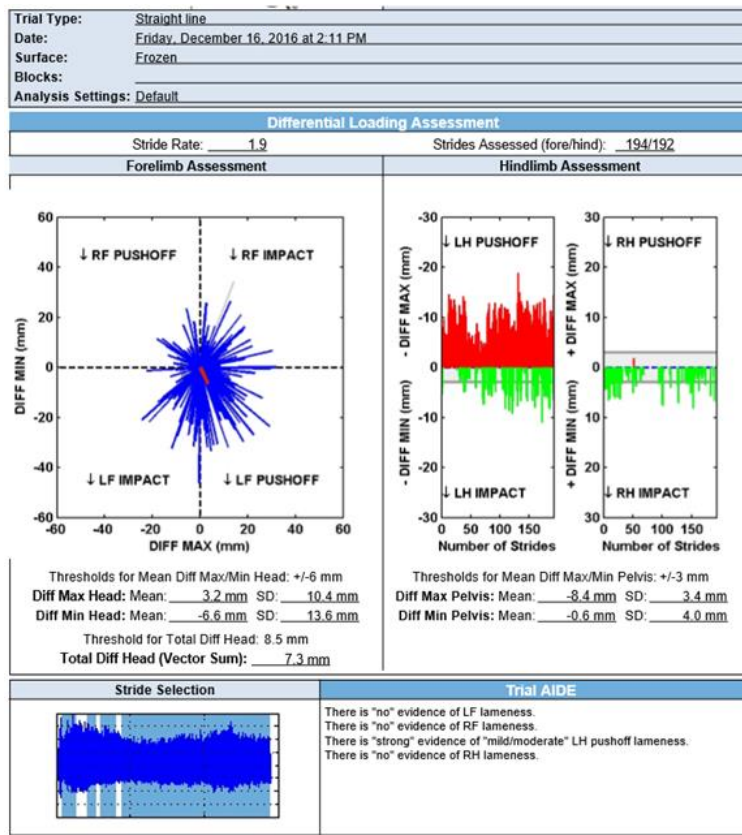 Trial Type: Straight line
Date: Friday, December 16, 2016 at 2:11 PM
Surface: Frozen
Blocks:
Analysis Settings: Default
Differential Loading Assessment
Stride Rate: 1.9 Strides Assessed (fore/hind): 194/192
Forelimb Assessment
60
40
20
0
-20
-40
-60
DIFF MIN (mm)
↓ RF PUSHOFF ↓ RF IMPACT
↓ LF IMPACT ↓ LF PUSHOFF
-60 -40 -20 0 20 40 60
DIFF MAX (mm)
Thresholds for Mean Diff Max/Min Head: +/-6 mm
Diff Max Head: Mean: 3.2 mm SD: 10.4 mm
Diff Min Head: Mean: -6.6 mm SD: 13.6 mm
Threshold for Total Diff Head: 8.5 mm
Total Diff Head (Vector Sum): 7.3 mm
Hindlimb Assessment
-30
-20
-10
0
-10
-20
-30
- DIFF MAX (mm)
- DIFF MIN (mm)
↓ LH PUSHOFF
↓ LH IMPACT
0 50 100 150
Number of Strides
30
20
10
0
10
20
30
+ DIFF MAX (mm)
+ DIFF MIN (mm)
↓ RH PUSHOFF
↓ RH IMPACT
0 50 100 150
Number of Strides
Thresholds for Mean Diff Max/Min Pelvis: +/-3 mm
Diff Max Pelvis: Mean: -8.4 mm SD: 3.4 mm
Diff Min Pelvis: Mean: -0.6 mm SD: 4.0 mm
Stride Selection
Trial AIDE
There is "no" evidence of LF lameness.
There is "no" evidence of RF lameness.
There is "strong" evidence of "mild/moderate" LH pushoff lameness.
There is "no" evidence of RH lameness.